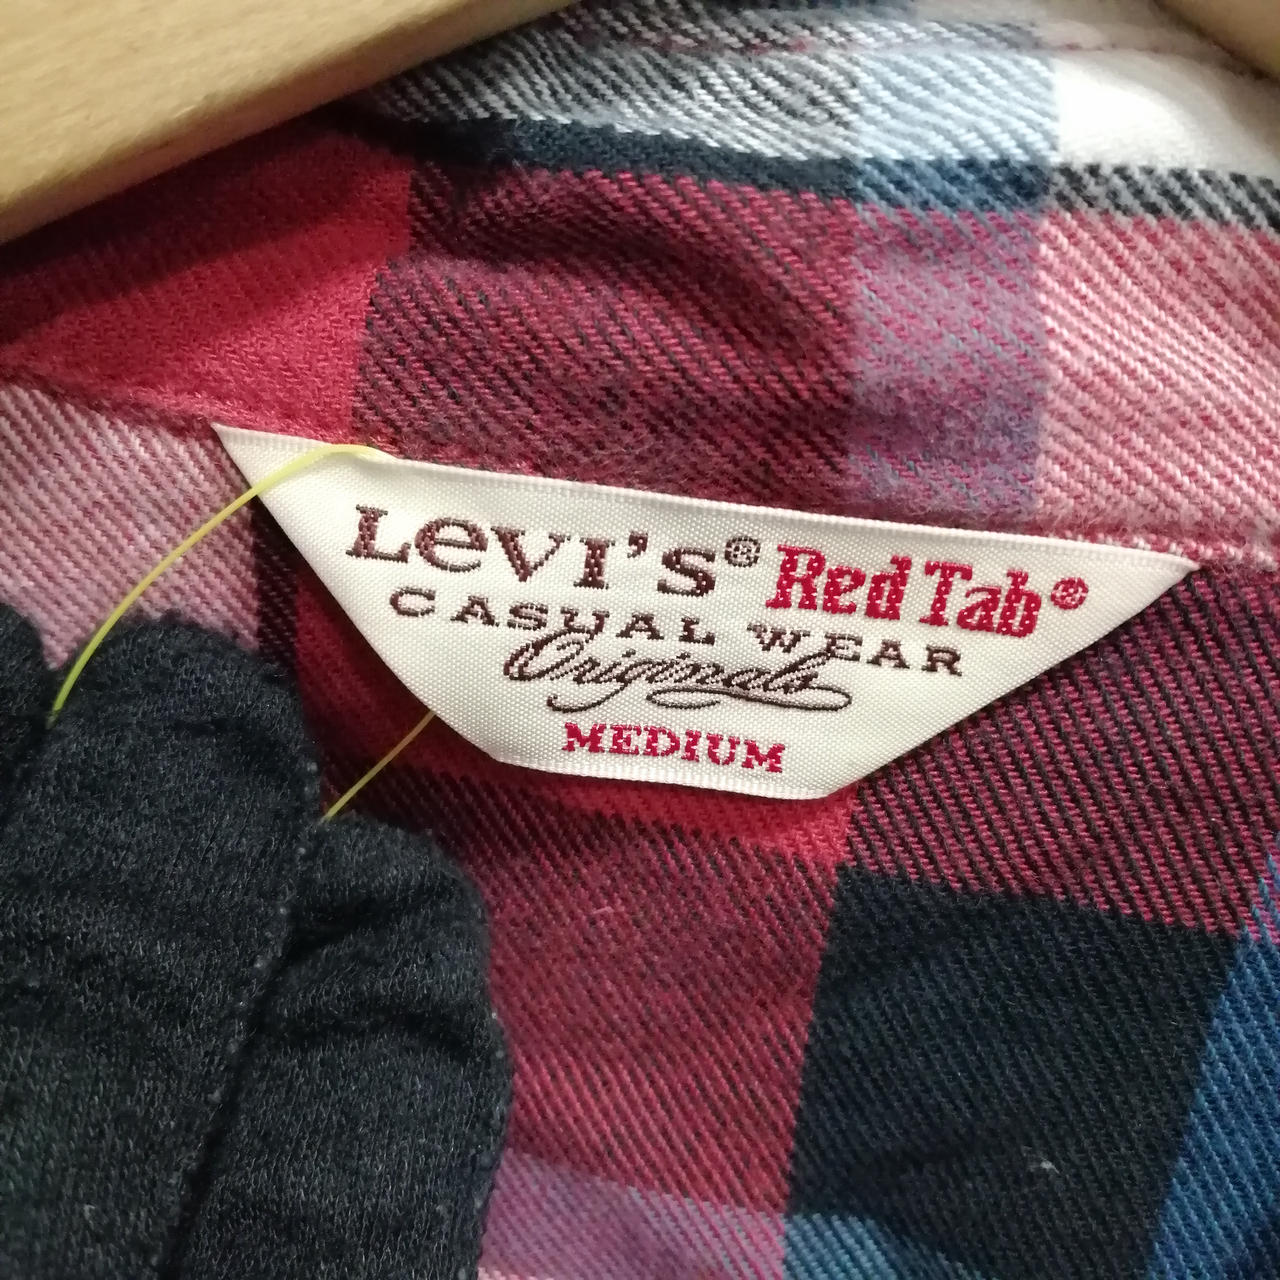 Levi's® Red Tab®
CASUAL WEAR
Originals
MEDIUM